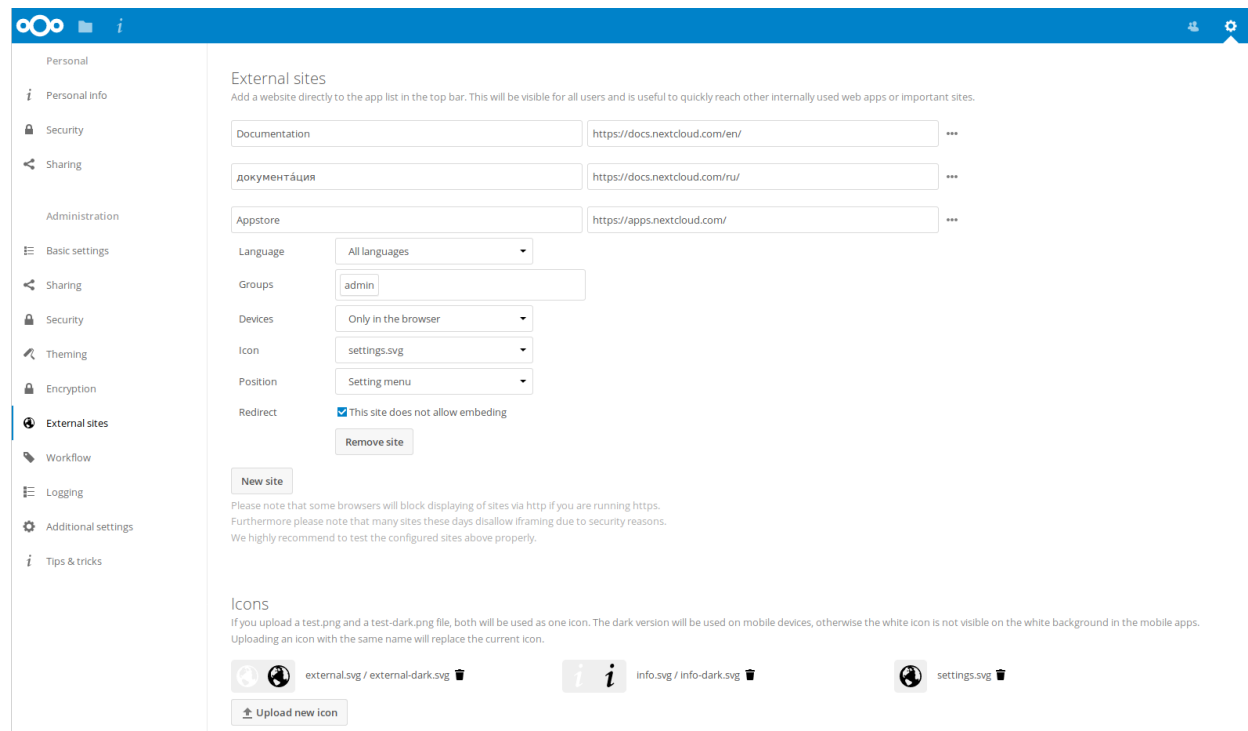 Personal
Personal info
Security
Sharing
Administration
Basic settings
Sharing
Security
Theming
Encryption
External sites
Workflow
Logging
Additional settings
Tips & tricks
External sites
Add a website directly to the app list in the top bar. This will be visible for all users and is useful to quickly reach other internally used web apps or important sites.
Documentation https://docs.nextcloud.com/en/
документáция https://docs.nextcloud.com/ru/
Appstore https://apps.nextcloud.com/
Language All languages
Groups admin
Devices Only in the browser
Icon settings.svg
Position Setting menu
Redirect This site does not allow embeding
Remove site
New site
Please note that some browsers will block displaying of sites via http if you are running https.
Furthermore please note that many sites these days disallow iframing due to security reasons.
We highly recommend to test the configured sites above properly.
Icons
If you upload a test.png and a test-dark.png file, both will be used as one icon. The dark version will be used on mobile devices, otherwise the white icon is not visible on the white background in the mobile apps.
Uploading an icon with the same name will replace the current icon.
external.svg / external-dark.svg info.svg / info-dark.svg settings.svg
Upload new icon